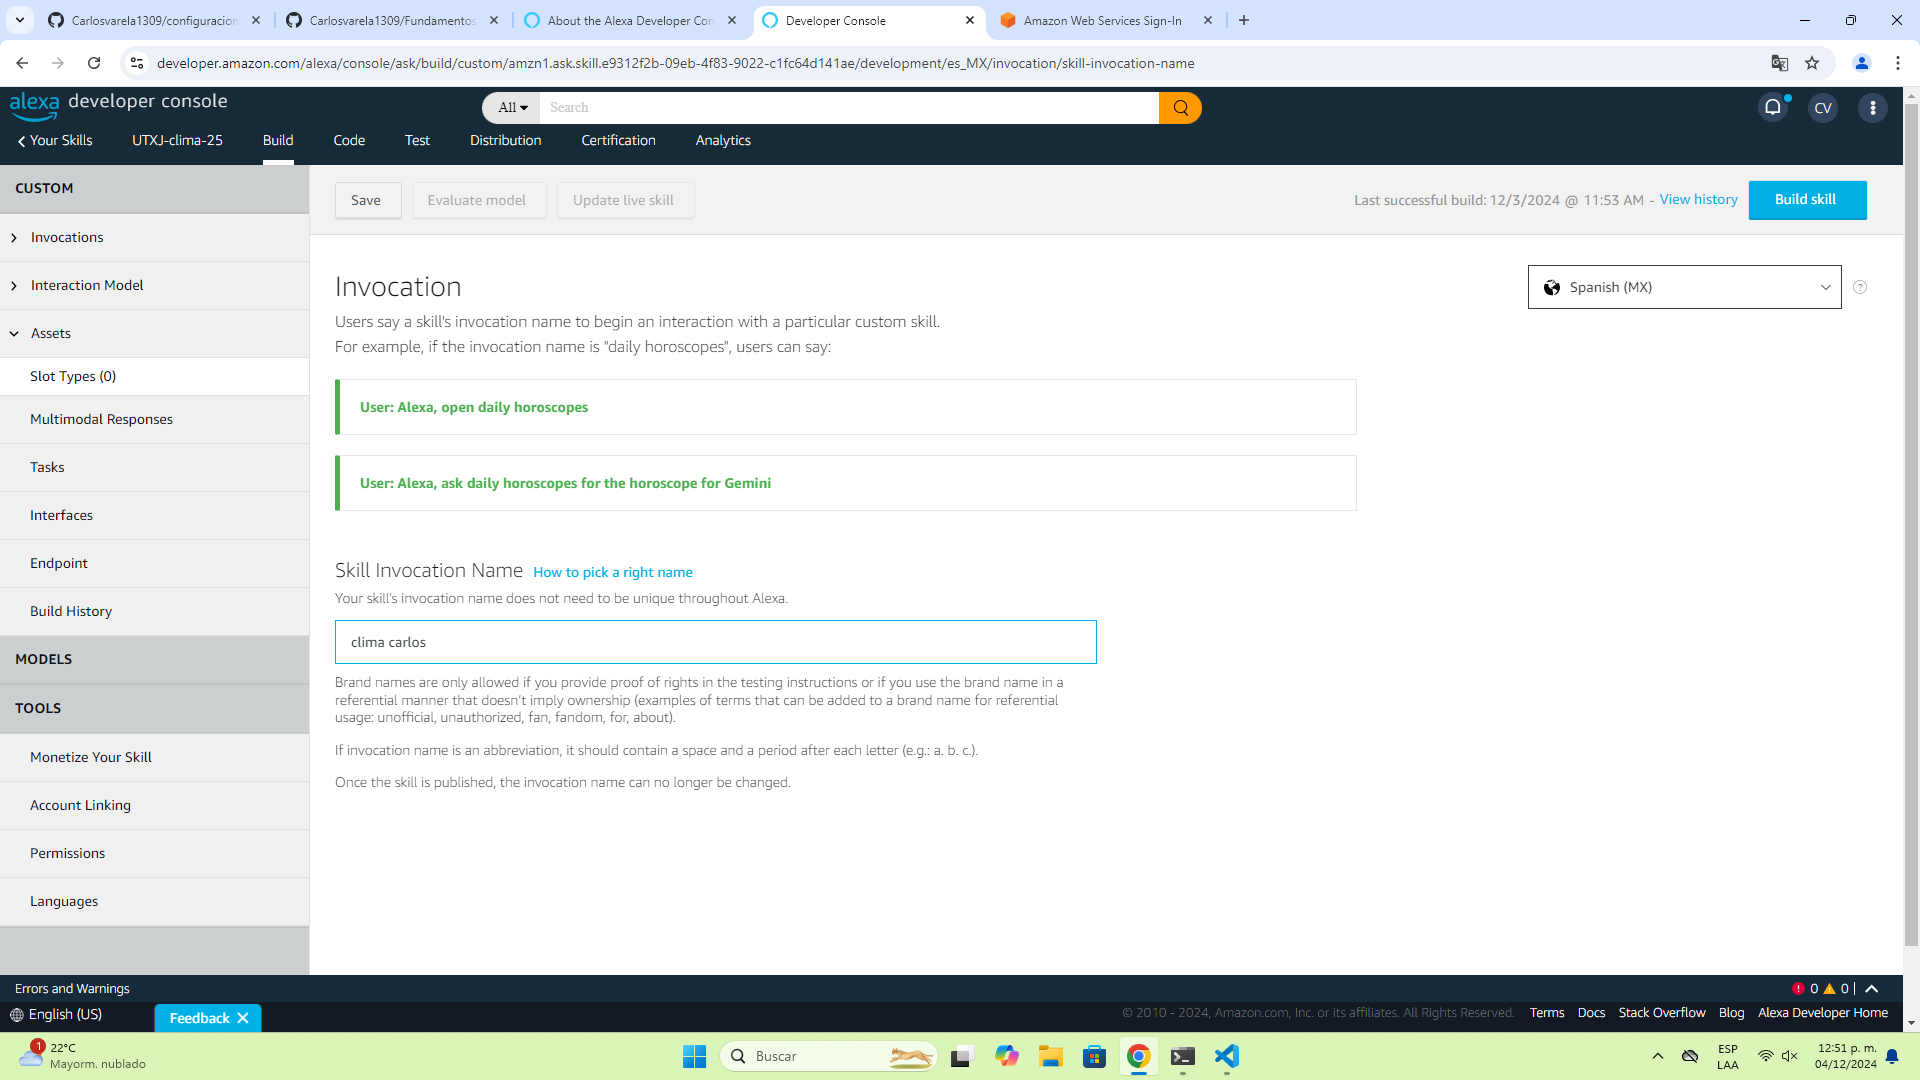 Carlosvarela1309/configuracion
Carlosvarela1309/Fundamentos
About the Alexa Developer Con
Developer Console
Amazon Web Services Sign-In
developer.amazon.com/alexa/console/ask/build/custom/amzn1.ask.skill.e9312f2b-09eb-4f83-9022-c1fc64d141ae/development/es_MX/invocation/skill-invocation-name
alexa developer console
All
Search
CV
Your Skills
UTXJ-clima-25
Build
Code
Test
Distribution
Certification
Analytics
CUSTOM
Invocations
Interaction Model
Assets
Slot Types (0)
Multimodal Responses
Tasks
Interfaces
Endpoint
Build History
MODELS
TOOLS
Monetize Your Skill
Account Linking
Permissions
Languages
Save
Evaluate model
Update live skill
Last successful build: 12/3/2024 @ 11:53 AM - View history
Build skill
Invocation
Spanish (MX)
Users say a skill's invocation name to begin an interaction with a particular custom skill.
For example, if the invocation name is "daily horoscopes", users can say:
User: Alexa, open daily horoscopes
User: Alexa, ask daily horoscopes for the horoscope for Gemini
Skill Invocation Name How to pick a right name
Your skill's invocation name does not need to be unique throughout Alexa.
clima carlos
Brand names are only allowed if you provide proof of rights in the testing instructions or if you use the brand name in a
referential manner that doesn't imply ownership (examples of terms that can be added to a brand name for referential
usage: unofficial, unauthorized, fan, fandom, for, about).
If invocation name is an abbreviation, it should contain a space and a period after each letter (e.g.: a. b. c.).
Once the skill is published, the invocation name can no longer be changed.
Errors and Warnings
0
0
English (US)
Feedback
© 2010 - 2024, Amazon.com, Inc. or its affiliates. All Rights Reserved.
Terms
Docs
Stack Overflow
Blog
Alexa Developer Home
1
22°C
Mayorm. nublado
Buscar
ESP
LAA
12:51 p. m.
04/12/2024